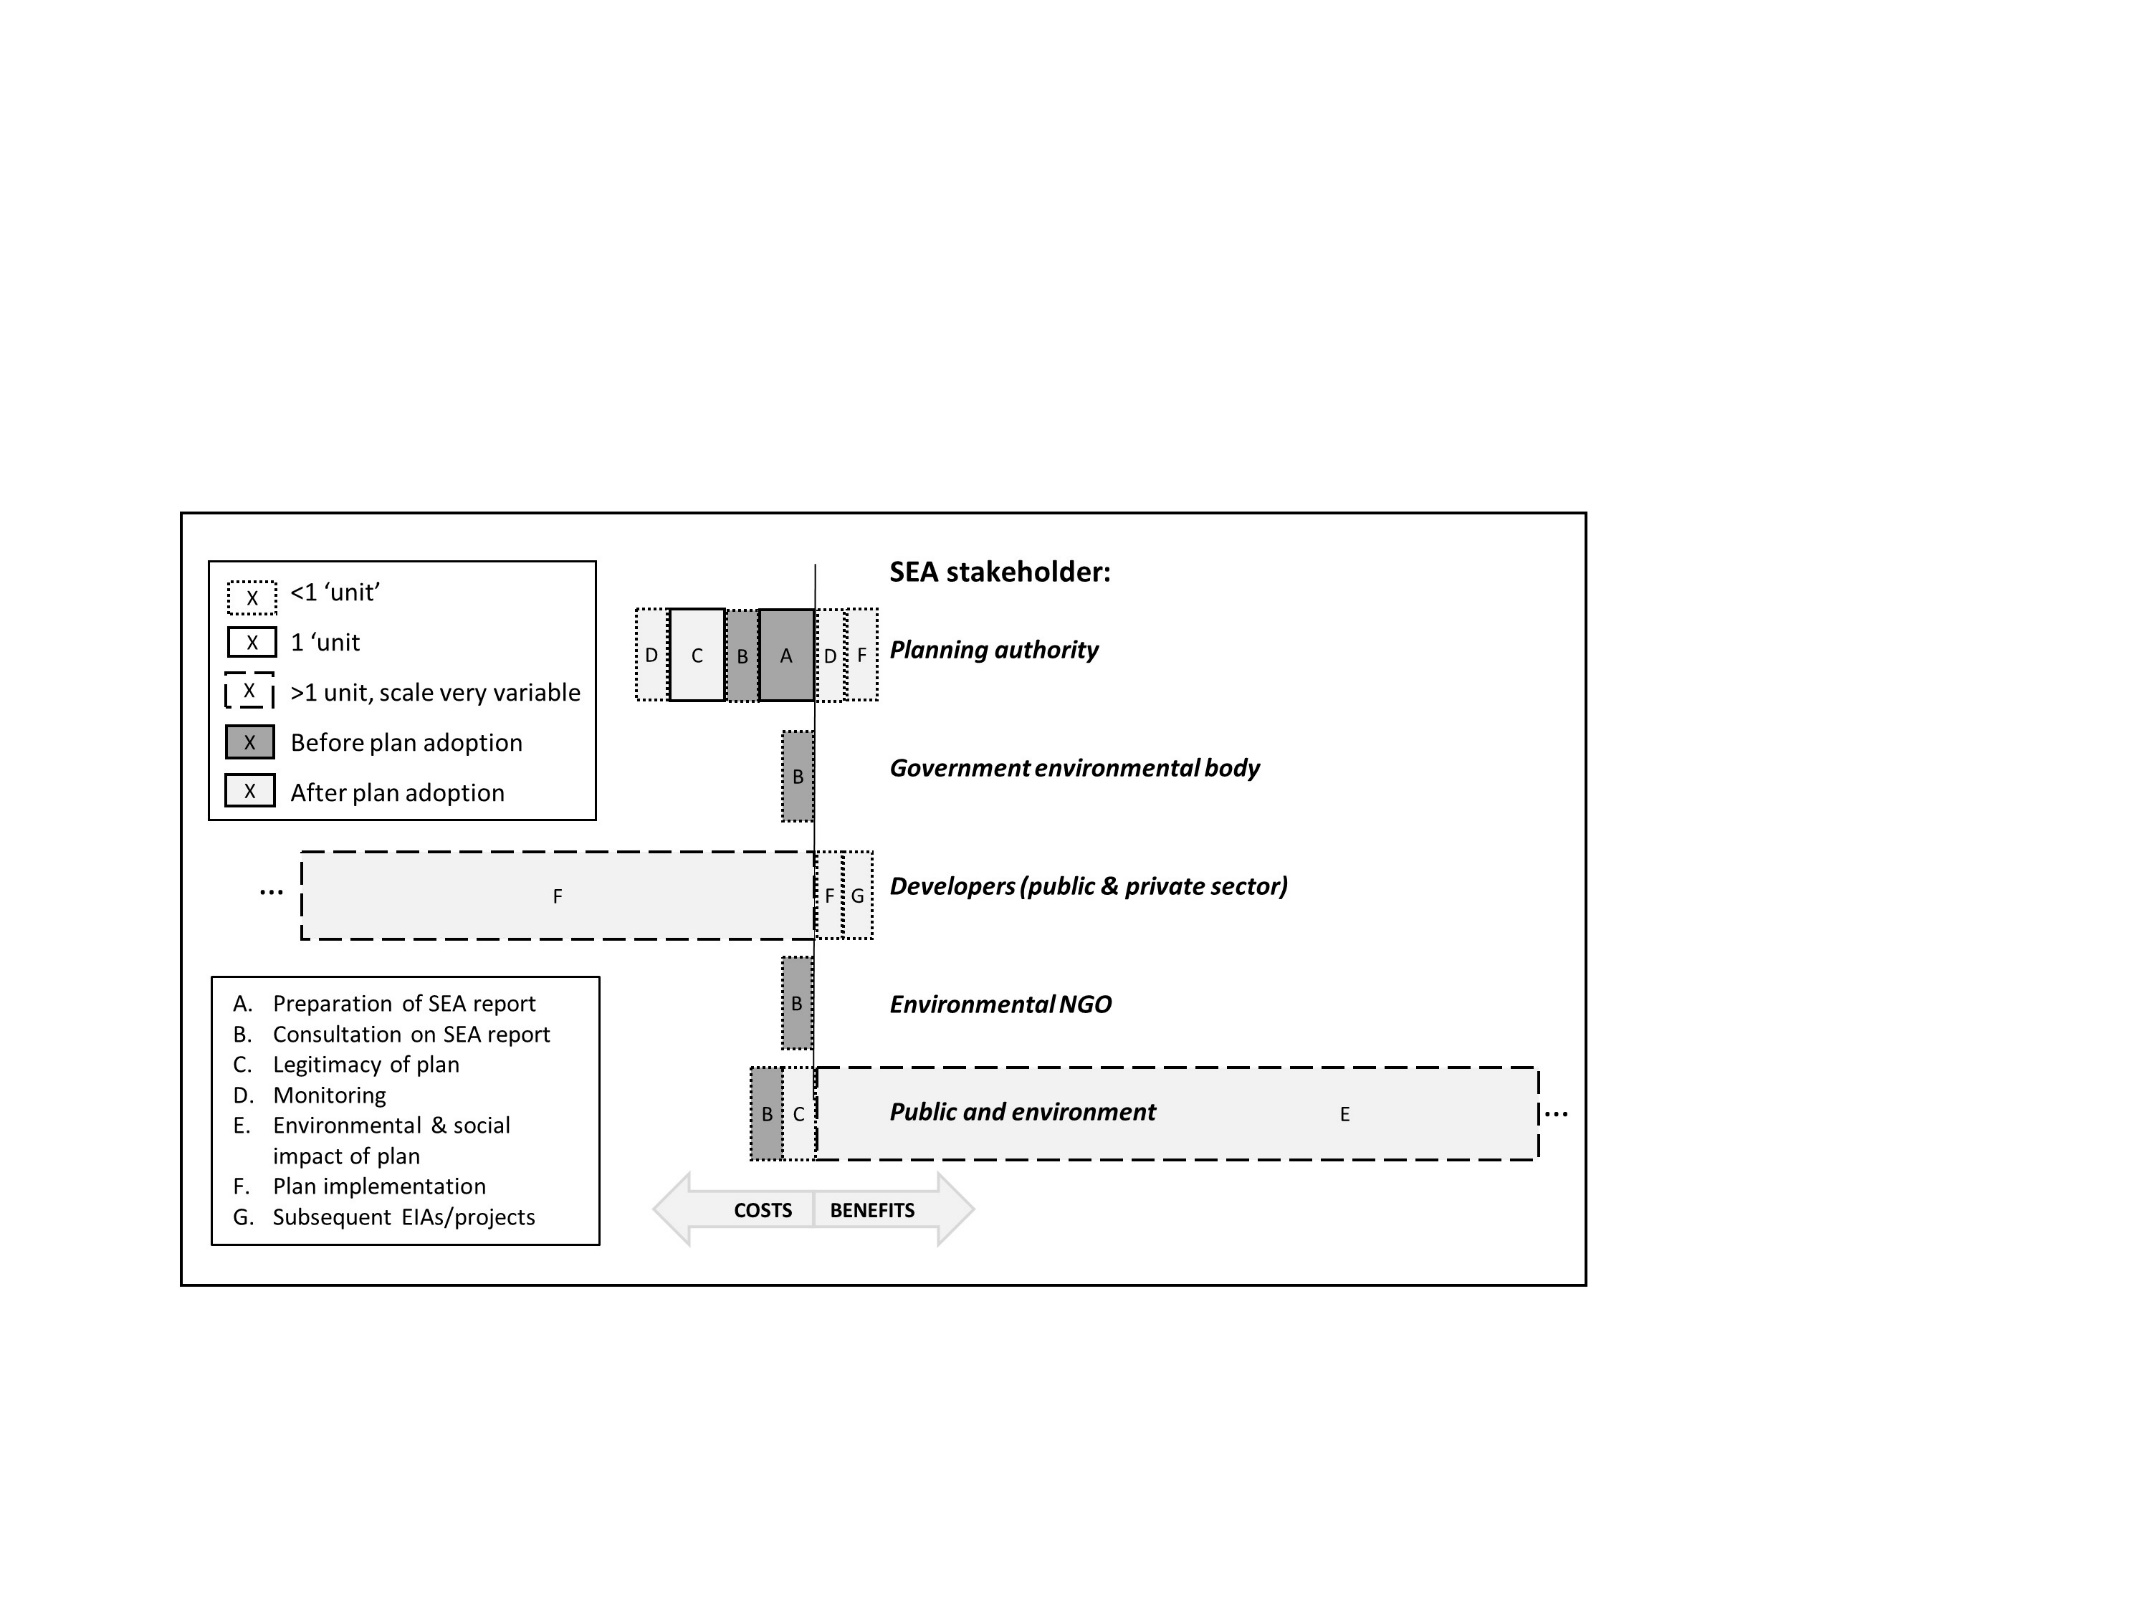 SEA stakeholder:
X <1 ‘unit’
X 1 ‘unit
X >1 unit, scale very variable
X Before plan adoption
X After plan adoption
D C B A D F Planning authority
B Government environmental body
... F F G Developers (public & private sector)
B Environmental NGO
B C Public and environment E ...
A. Preparation of SEA report
B. Consultation on SEA report
C. Legitimacy of plan
D. Monitoring
E. Environmental & social
impact of plan
F. Plan implementation
G. Subsequent EIAs/projects
COSTS BENEFITS